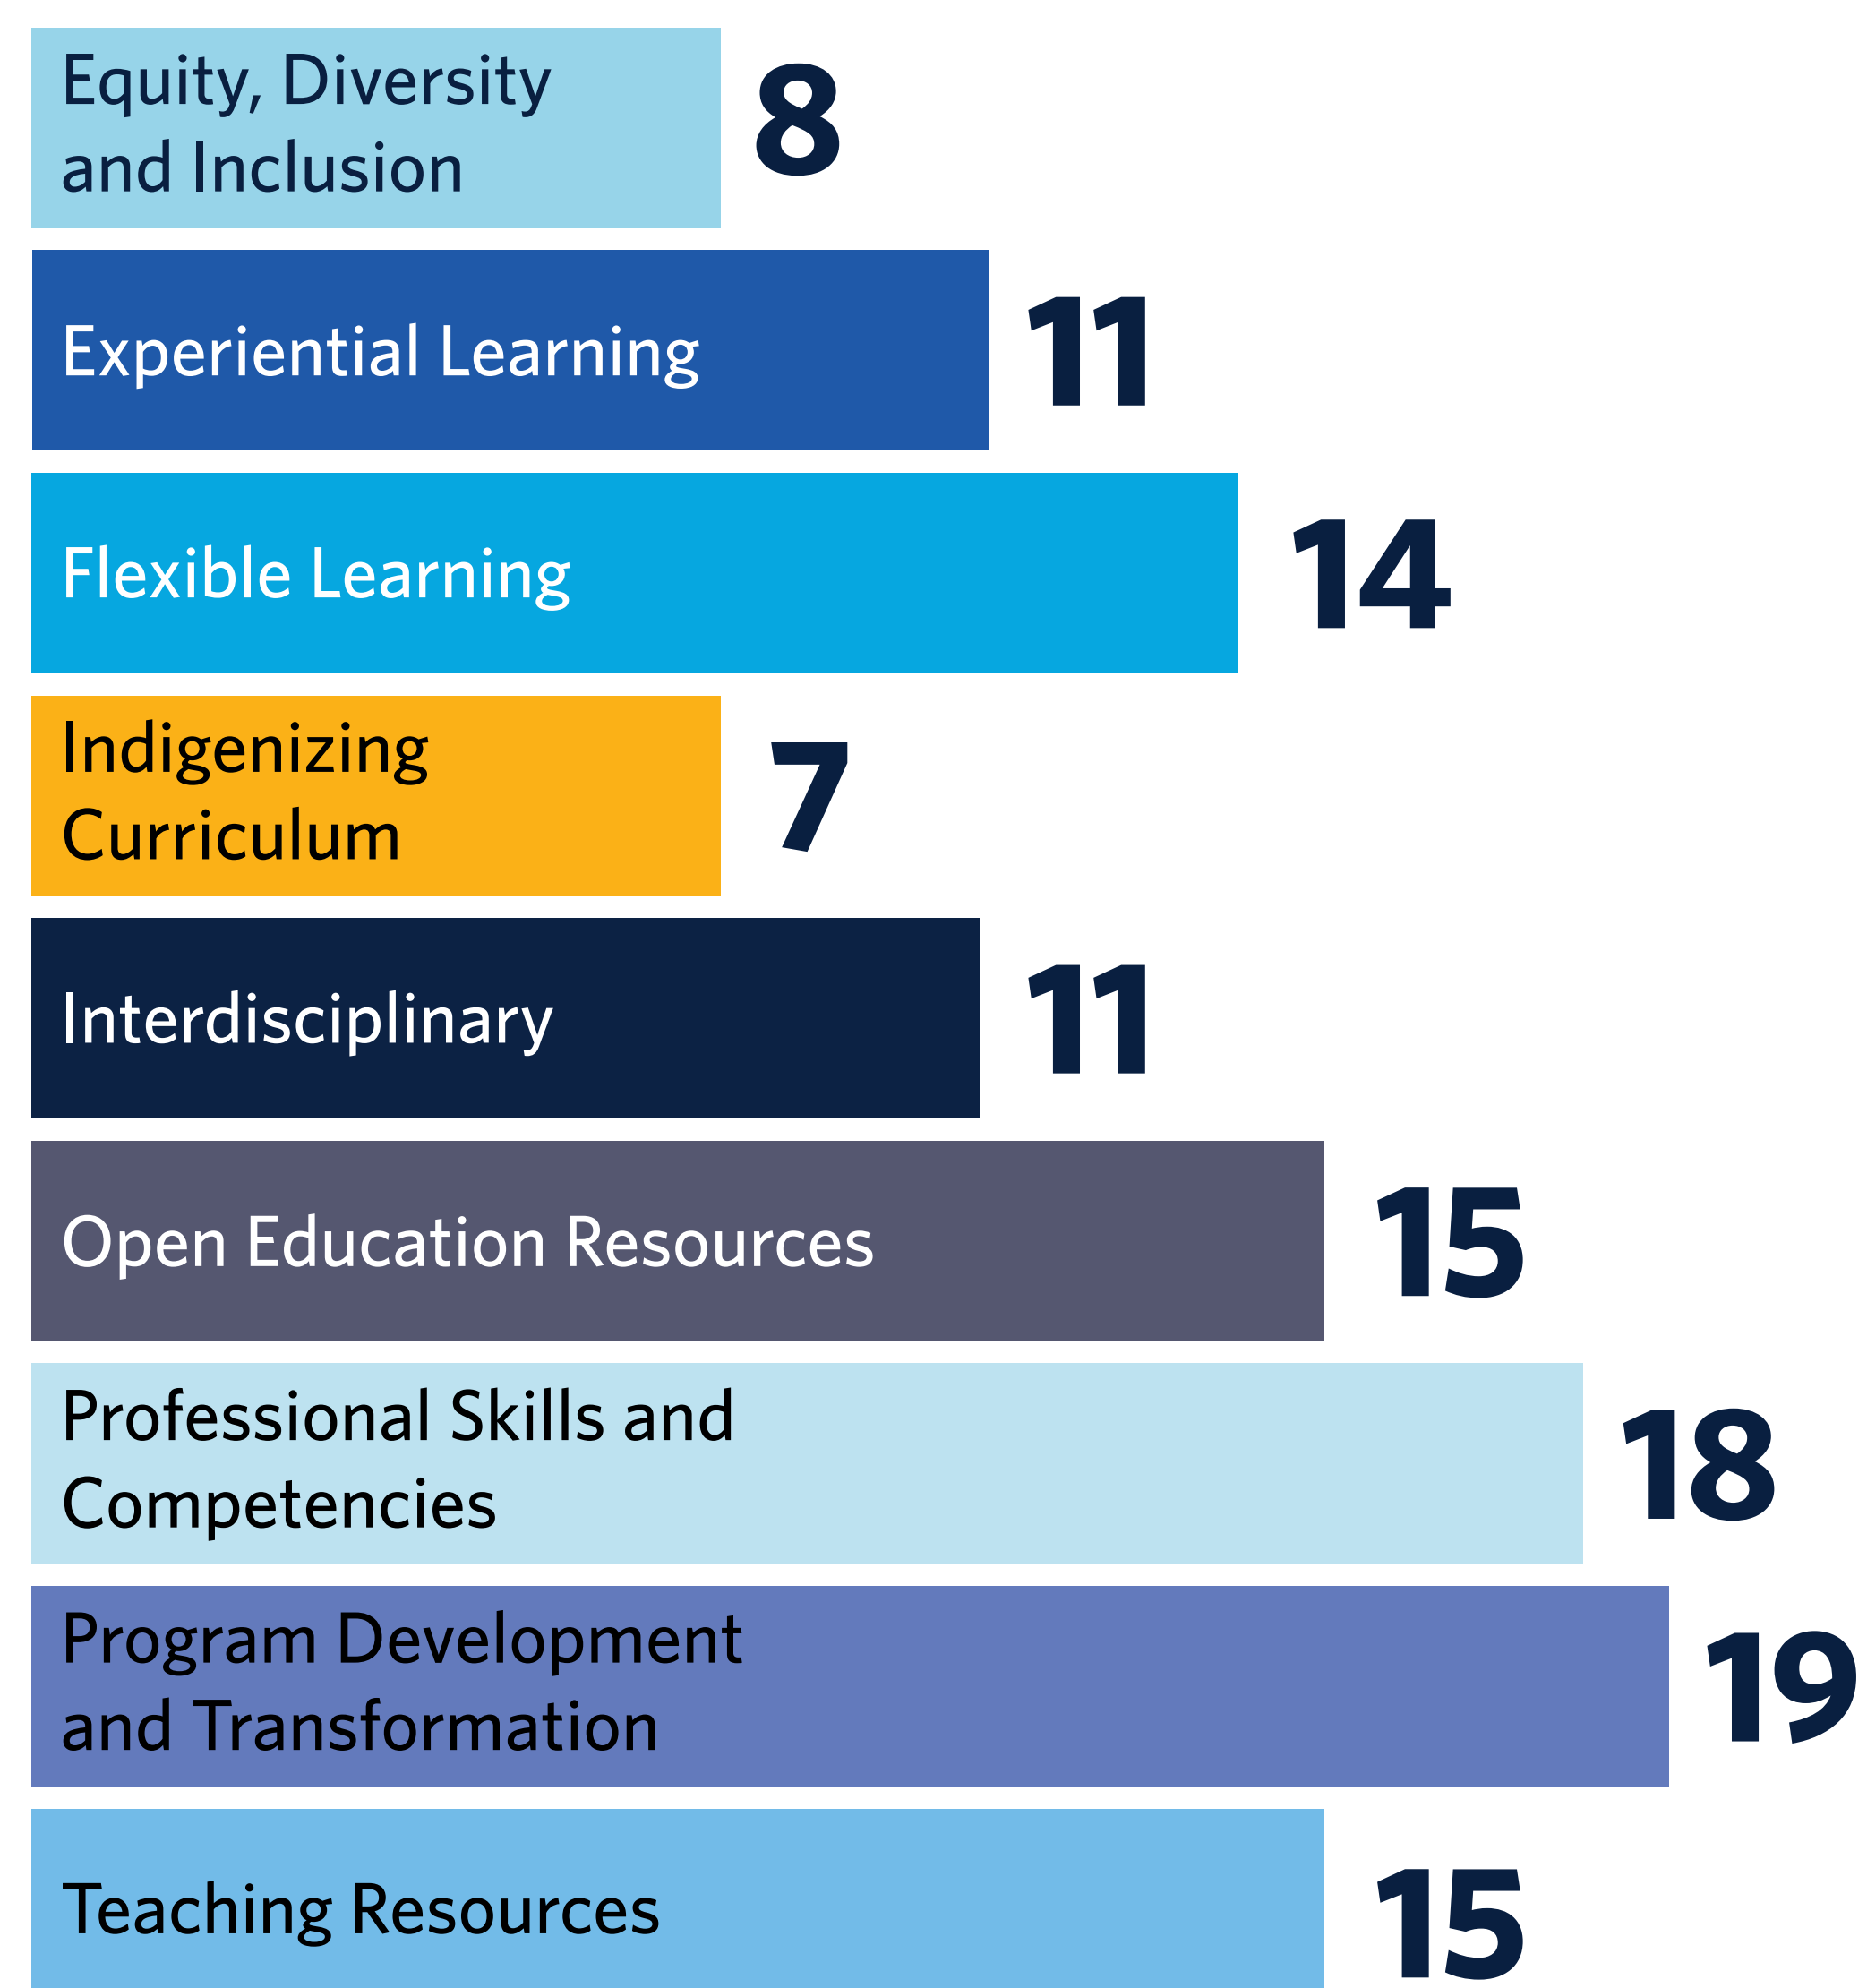 Equity, Diversity
and Inclusion
8
Experiential Learning
11
Flexible Learning
14
Indigenizing
Curriculum
7
Interdisciplinary
11
Open Education Resources
15
Professional Skills and
Competencies
18
Program Development
and Transformation
19
Teaching Resources
15